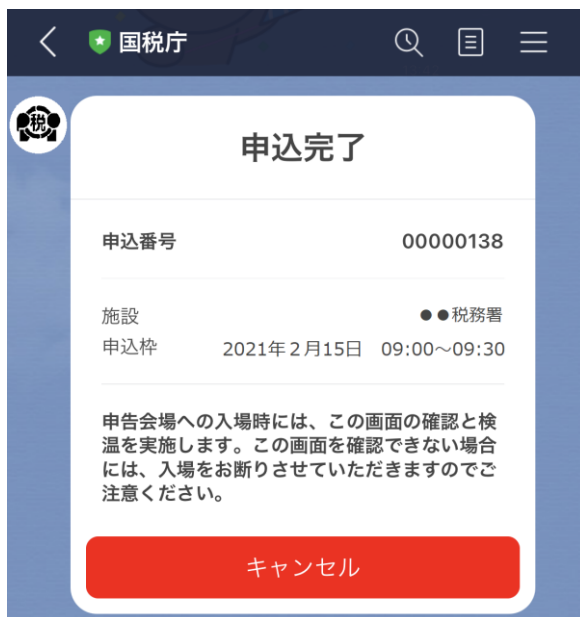 国税庁
税
申込完了
申込番号 00000138
施設 ●●税務署
申込枠 2021年2月15日 09:00～09:30
申告会場への入場時には、この画面の確認と検
温を実施します。この画面を確認できない場合
には、入場をお断りさせていただきますのでご
注意ください。
キャンセル